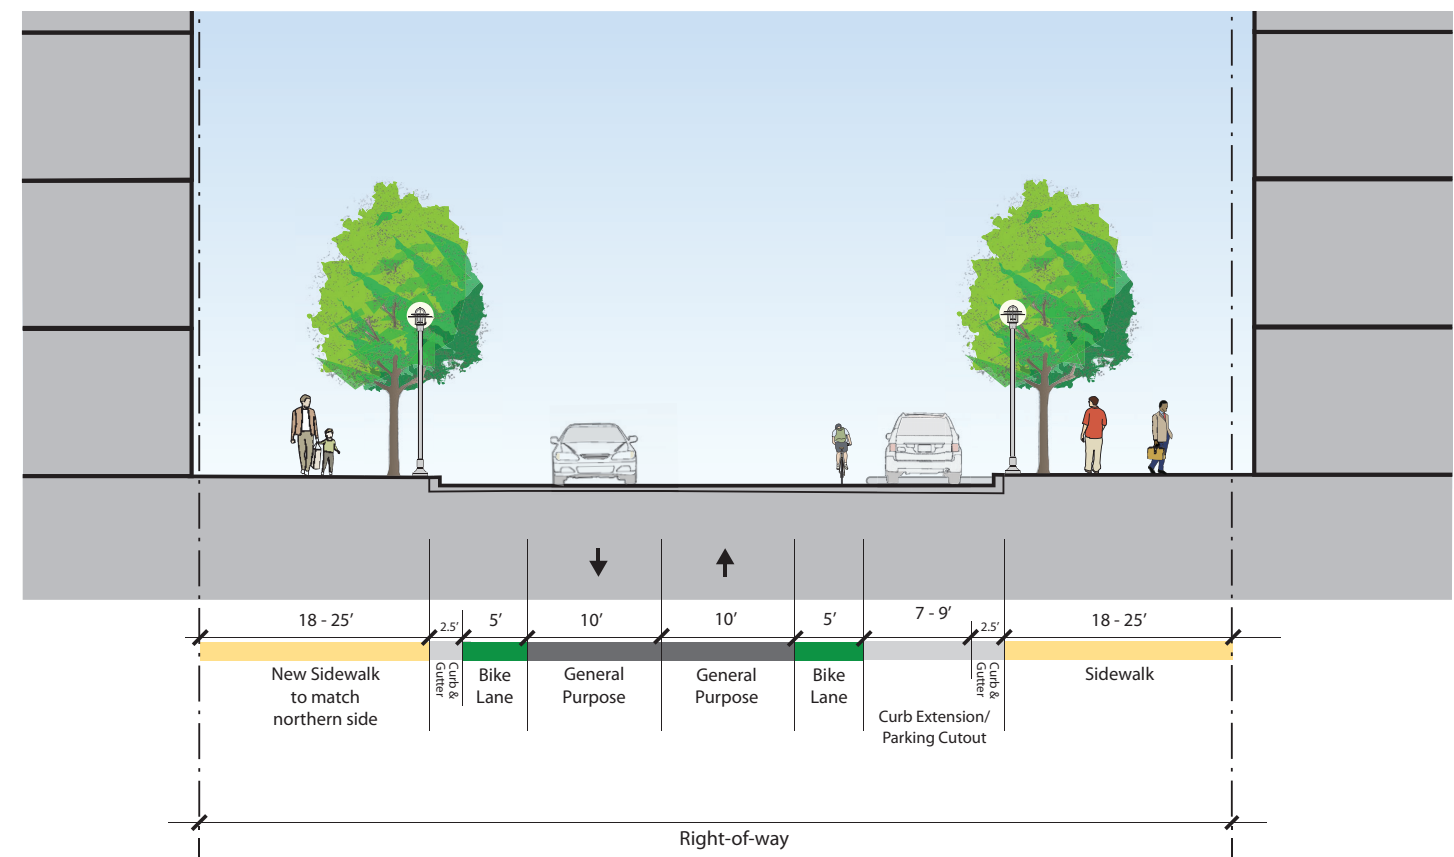 18 - 25’
2.5’
5’
10’
10’
5’
7 - 9’
2.5’
18 - 25’
New Sidewalk
to match
northern side
Curb &
Gutter
Bike
Lane
General
Purpose
General
Purpose
Bike
Lane
Curb Extension/
Parking Cutout
Curb &
Gutter
Sidewalk
Right-of-way